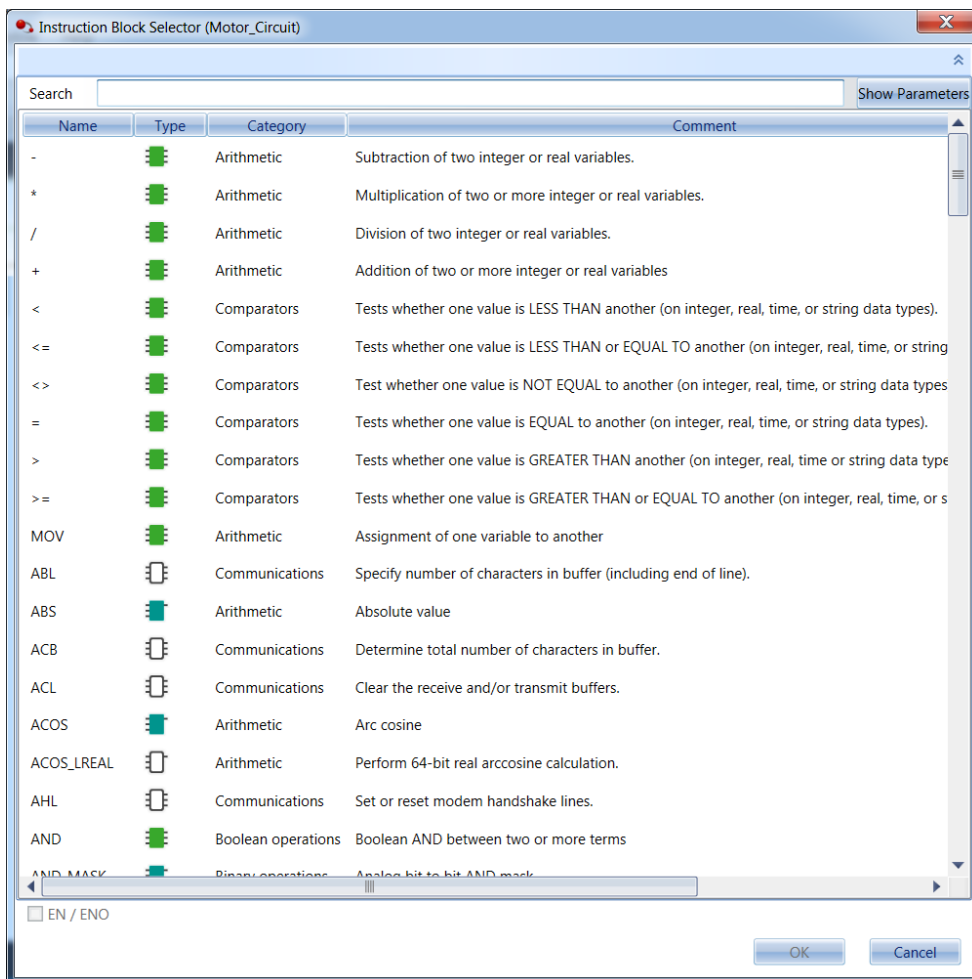 Instruction Block Selector (Motor_Circuit)
Search Show Parameters
Name Type Category Comment
- Arithmetic Subtraction of two integer or real variables.
* Arithmetic Multiplication of two or more integer or real variables.
/ Arithmetic Division of two integer or real variables.
+ Arithmetic Addition of two or more integer or real variables
< Comparators Tests whether one value is LESS THAN another (on integer, real, time, or string data types).
<= Comparators Tests whether one value is LESS THAN or EQUAL TO another (on integer, real, time, or string
<> Comparators Test whether one value is NOT EQUAL to another (on integer, real, time, or string data types
= Comparators Tests whether one value is EQUAL to another (on integer, real, time, or string data types).
> Comparators Tests whether one value is GREATER THAN another (on integer, real, time or string data type
>= Comparators Tests whether one value is GREATER THAN or EQUAL TO another (on integer, real, time, or s
MOV Arithmetic Assignment of one variable to another
ABL Communications Specify number of characters in buffer (including end of line).
ABS Arithmetic Absolute value
ACB Communications Determine total number of characters in buffer.
ACL Communications Clear the receive and/or transmit buffers.
ACOS Arithmetic Arc cosine
ACOS_LREAL Arithmetic Perform 64-bit real arccosine calculation.
AHL Communications Set or reset modem handshake lines.
AND Boolean operations Boolean AND between two or more terms
AND_MASK Binary operations Analog bit to bit AND mask
EN / ENO
OK Cancel